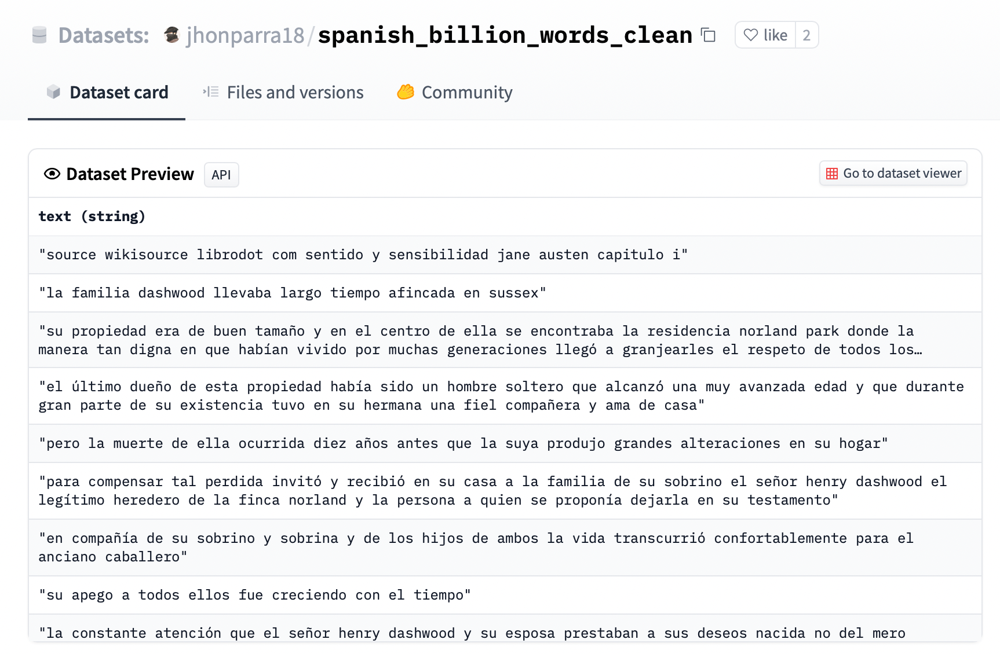 Datasets: jhonparra18/spanish_billion_words_clean like 2
Dataset card Files and versions Community
Dataset Preview API Go to dataset viewer
text (string)
"source wikisource librodot com sentido y sensibilidad jane austen capitulo i"
"la familia dashwood llevaba largo tiempo afincada en sussex"
"su propiedad era de buen tamaño y en el centro de ella se encontraba la residencia norland park donde la
manera tan digna en que habían vivido por muchas generaciones llegó a granjearles el respeto de todos los…
"el último dueño de esta propiedad había sido un hombre soltero que alcanzó una muy avanzada edad y que durante
gran parte de su existencia tuvo en su hermana una fiel compañera y ama de casa"
"pero la muerte de ella ocurrida diez años antes que la suya produjo grandes alteraciones en su hogar"
"para compensar tal perdida invitó y recibió en su casa a la familia de su sobrino el señor henry dashwood el
legítimo heredero de la finca norland y la persona a quien se proponía dejarla en su testamento"
"en compañía de su sobrino y sobrina y de los hijos de ambos la vida transcurrió confortablemente para el
anciano caballero"
"su apego a todos ellos fue creciendo con el tiempo"
"la constante atención que el señor henry dashwood y su esposa prestaban a sus deseos nacida no del mero